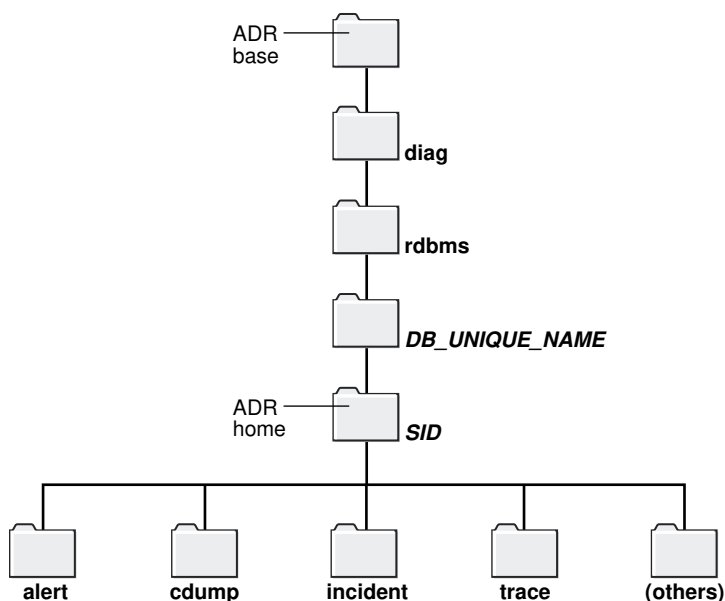 ADR
base
diag
rdbms
DB_UNIQUE_NAME
ADR
home
SID
alert
cdump
incident
trace
(others)